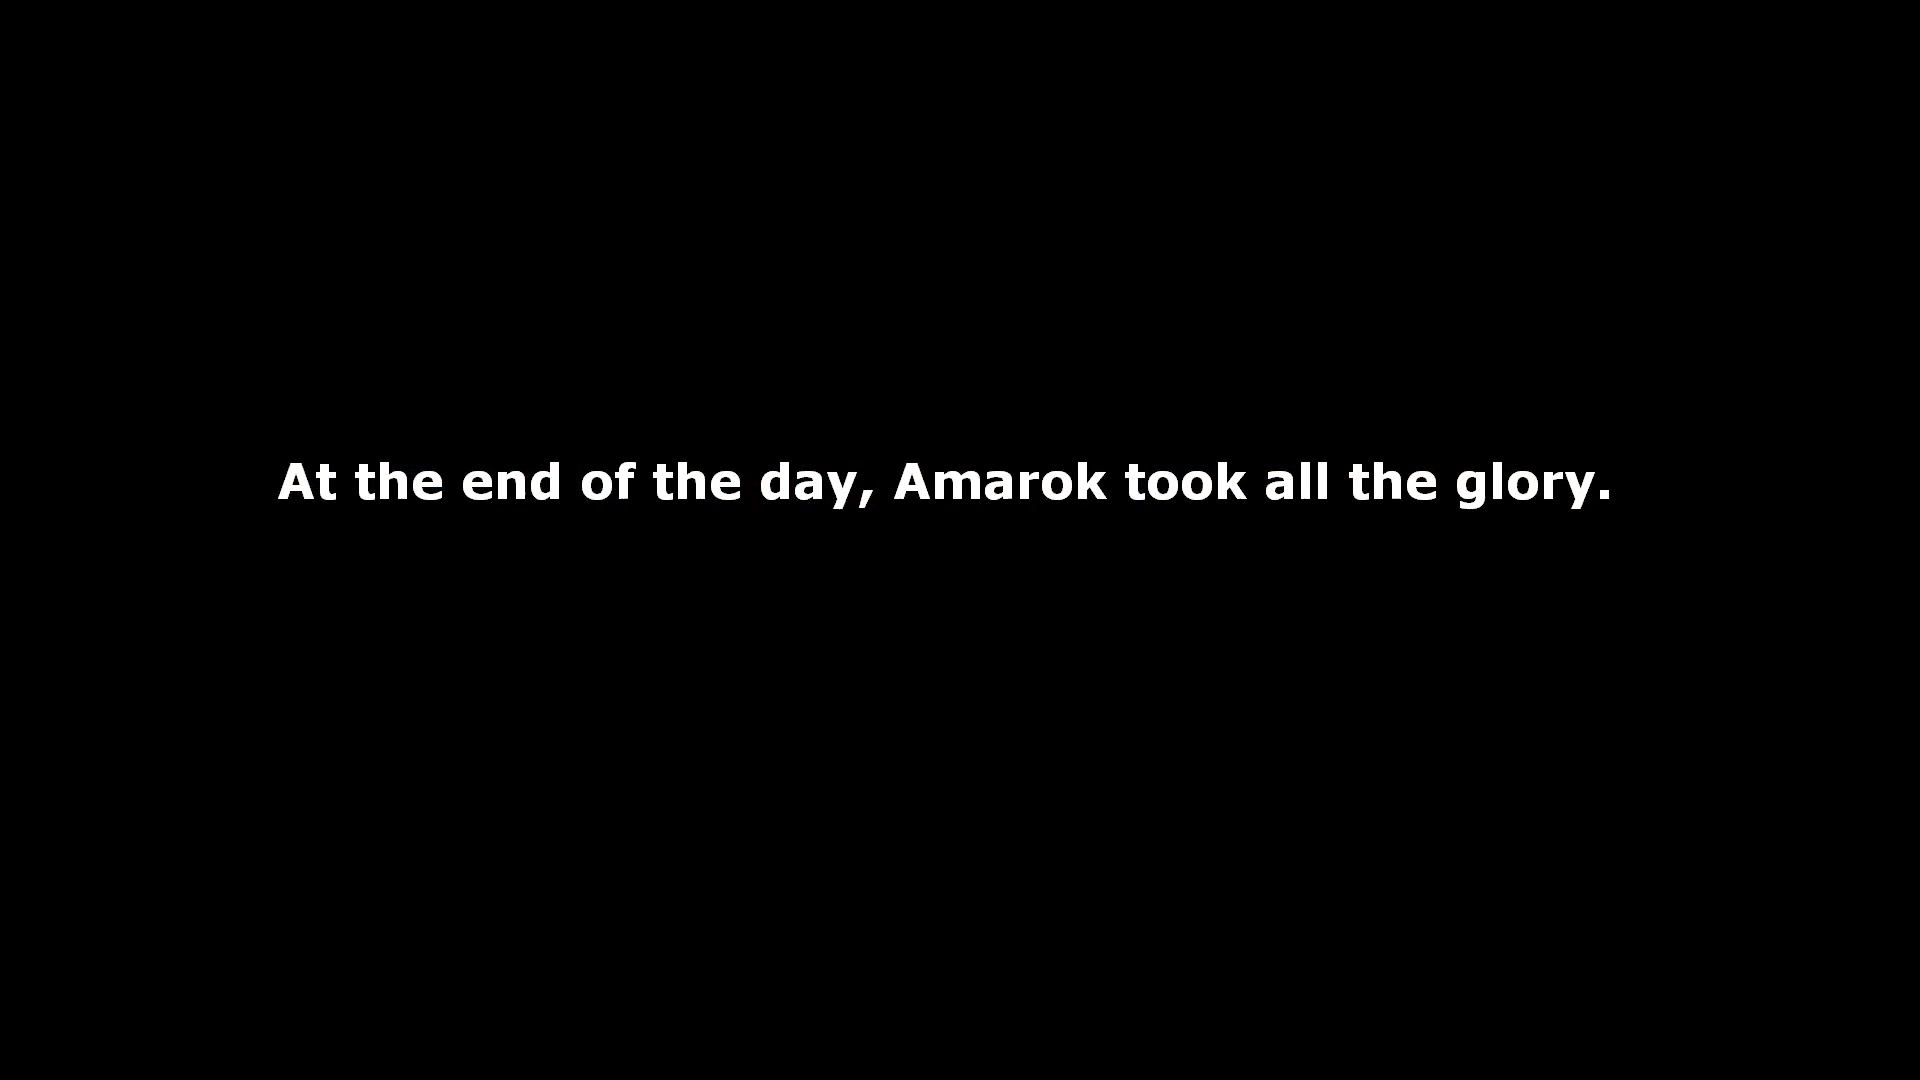 At the end of the day, Amarok took all the glory.